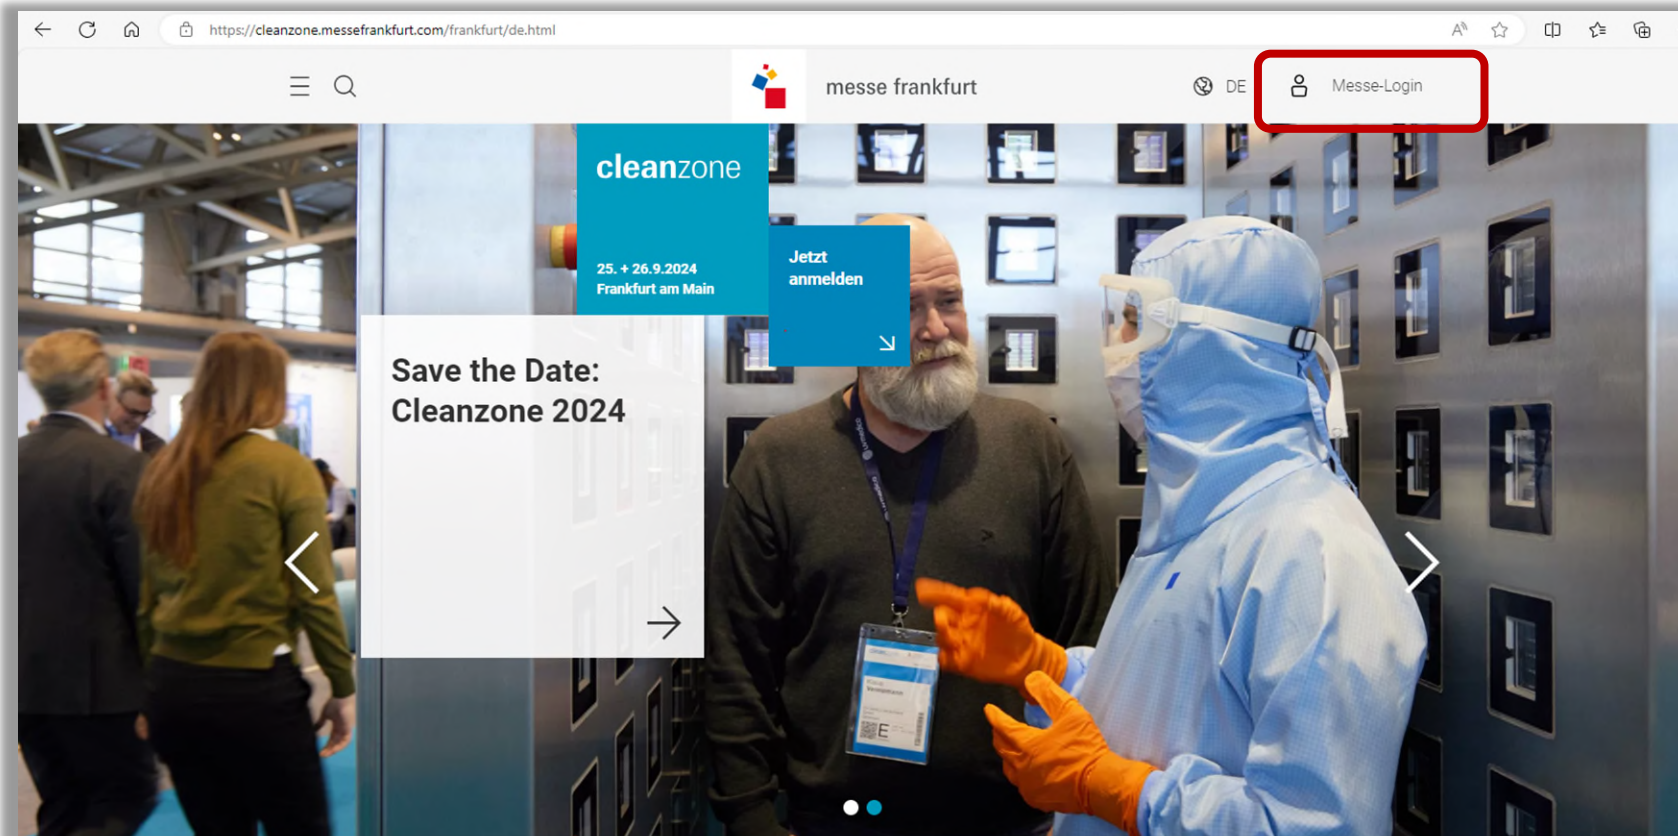 https://cleanzone.messefrankfurt.com/frankfurt/de.html
messe frankfurt
DE
Messe-Login
cleanzone
25. + 26.9.2024
Frankfurt am Main
Jetzt
anmelden
Save the Date:
Cleanzone 2024
E